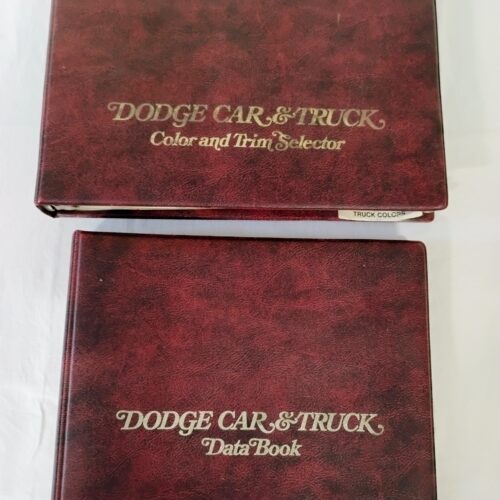 DODGE CAR & TRUCK
Color and Trim Selector
TRUCK COLORS
DODGE CAR & TRUCK
Data Book